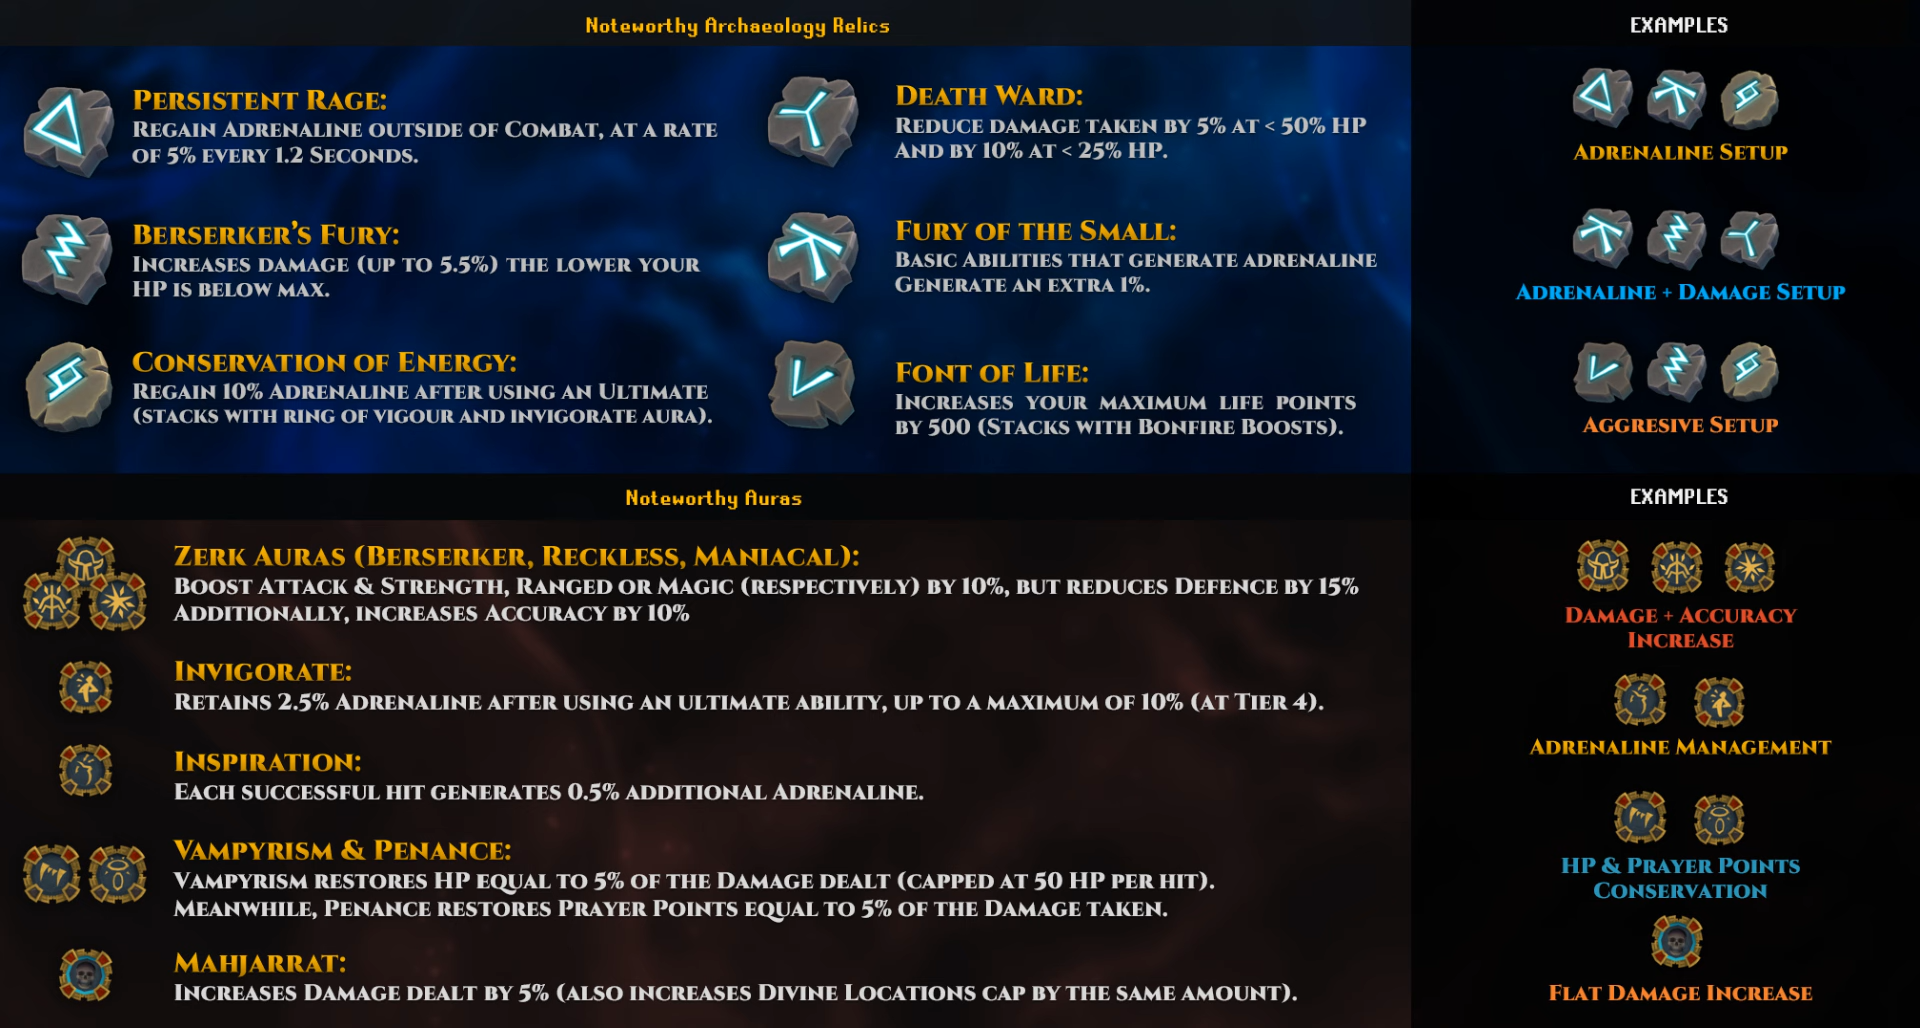 Noteworthy Archaeology Relics
PERSISTENT RAGE:
REGAIN ADRENALINE OUTSIDE OF COMBAT, AT A RATE
OF 5% EVERY 1.2 SECONDS.
DEATH WARD:
REDUCE DAMAGE TAKEN BY 5% AT < 50% HP
AND BY 10% AT < 25% HP.
BERSERKER'S FURY:
INCREASES DAMAGE (UP TO 5.5%) THE LOWER YOUR
HP IS BELOW MAX.
FURY OF THE SMALL:
BASIC ABILITIES THAT GENERATE ADRENALINE
GENERATE AN EXTRA 1%.
CONSERVATION OF ENERGY:
REGAIN 10% ADRENALINE AFTER USING AN ULTIMATE
(STACKS WITH RING OF VIGOUR AND INVIGORATE AURA).
FONT OF LIFE:
INCREASES YOUR MAXIMUM LIFE POINTS
BY 500 (STACKS WITH BONFIRE BOOSTS).
EXAMPLES
ADRENALINE SETUP
ADRENALINE + DAMAGE SETUP
AGGRESIVE SETUP
Noteworthy Auras
ZERK AURAS (BERSERKER, RECKLESS, MANIACAL):
BOOST ATTACK & STRENGTH, RANGED OR MAGIC (RESPECTIVELY) BY 10%, BUT REDUCES DEFENCE BY 15%
ADDITIONALLY, INCREASES ACCURACY BY 10%
INVIGORATE:
RETAINS 2.5% ADRENALINE AFTER USING AN ULTIMATE ABILITY, UP TO A MAXIMUM OF 10% (AT TIER 4).
INSPIRATION:
EACH SUCCESSFUL HIT GENERATES 0.5% ADDITIONAL ADRENALINE.
VAMPYRISM & PENANCE:
VAMPYRISM RESTORES HP EQUAL TO 5% OF THE DAMAGE DEALT (CAPPED AT 50 HP PER HIT).
MEANWHILE, PENANCE RESTORES PRAYER POINTS EQUAL TO 5% OF THE DAMAGE TAKEN.
MAHJARRAT:
INCREASES DAMAGE DEALT BY 5% (ALSO INCREASES DIVINE LOCATIONS CAP BY THE SAME AMOUNT).
EXAMPLES
DAMAGE + ACCURACY
INCREASE
ADRENALINE MANAGEMENT
HP & PRAYER POINTS
CONSERVATION
FLAT DAMAGE INCREASE